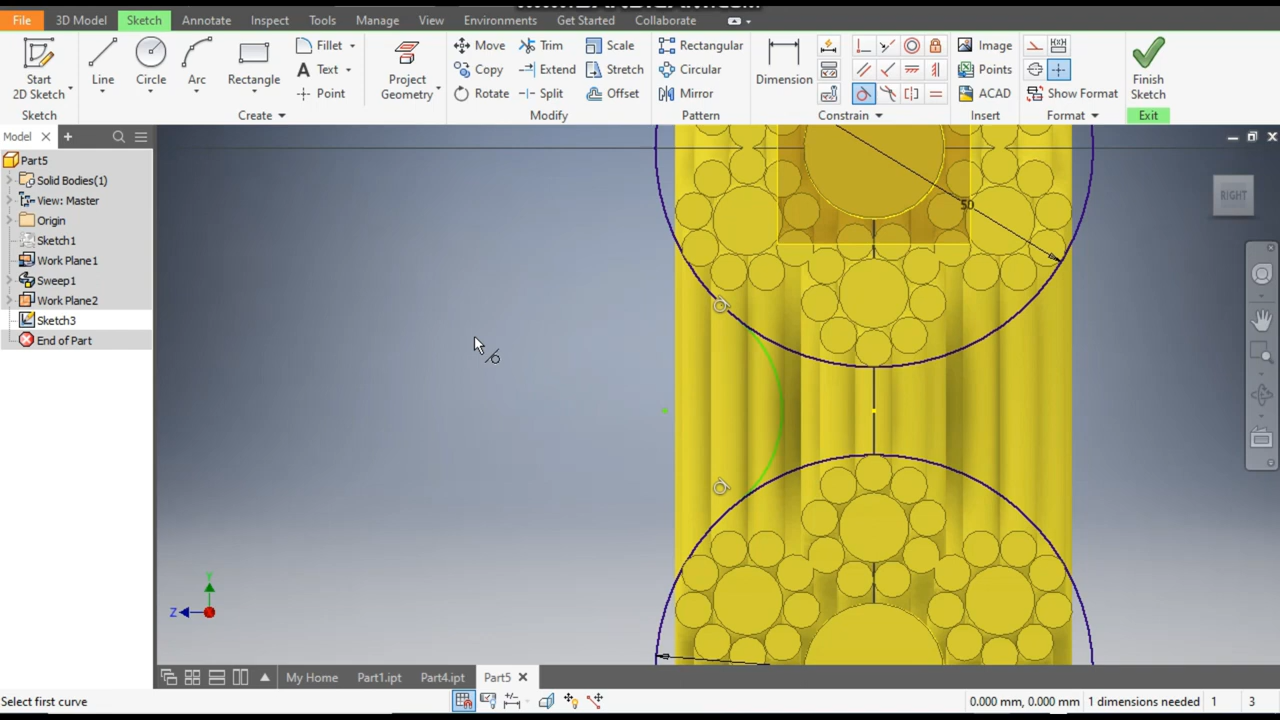 File 3D Model Sketch Annotate Inspect Tools Manage View Environments Get Started Collaborate
Start
2D Sketch
Line Circle Arc Rectangle
Fillet
Text
Point
Project
Geometry
Move Trim Scale
Copy Extend Stretch
Rotate Split Offset
Rectangular
Circular
Mirror
Dimension
Image
Points
ACAD
Show Format
Finish
Sketch
Sketch Create Modify Pattern Constrain Insert Format Exit
Model
Part5
Solid Bodies(1)
View: Master
Origin
Sketch1
Work Plane1
Sweep1
Work Plane2
Sketch3
End of Part
RIGHT
50
Y
Z
My Home Part1.ipt Part4.ipt Part5
Select first curve
0.000 mm, 0.000 mm 1 dimensions needed 1 3